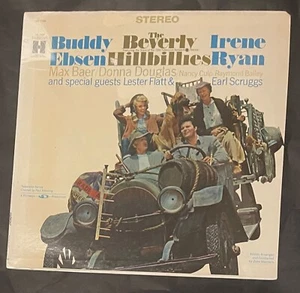 STEREO
H
Buddy The Beverly Irene
Ebsen Hillbillies Ryan
Max Baer, Donna Douglas, Nancy Culp, Raymond Bailey
and special guests Lester Flatt & Earl Scruggs